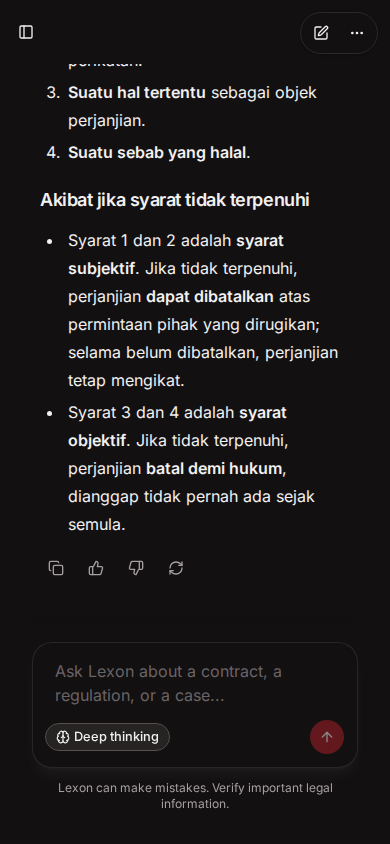 perikatan.
3. Suatu hal tertentu sebagai objek
perjanjian.
4. Suatu sebab yang halal.
Akibat jika syarat tidak terpenuhi
• Syarat 1 dan 2 adalah syarat
subjektif. Jika tidak terpenuhi,
perjanjian dapat dibatalkan atas
permintaan pihak yang dirugikan;
selama belum dibatalkan, perjanjian
tetap mengikat.
• Syarat 3 dan 4 adalah syarat
objektif. Jika tidak terpenuhi,
perjanjian batal demi hukum,
dianggap tidak pernah ada sejak
semula.
Ask Lexon about a contract, a
regulation, or a case...
Deep thinking
Lexon can make mistakes. Verify important legal
information.